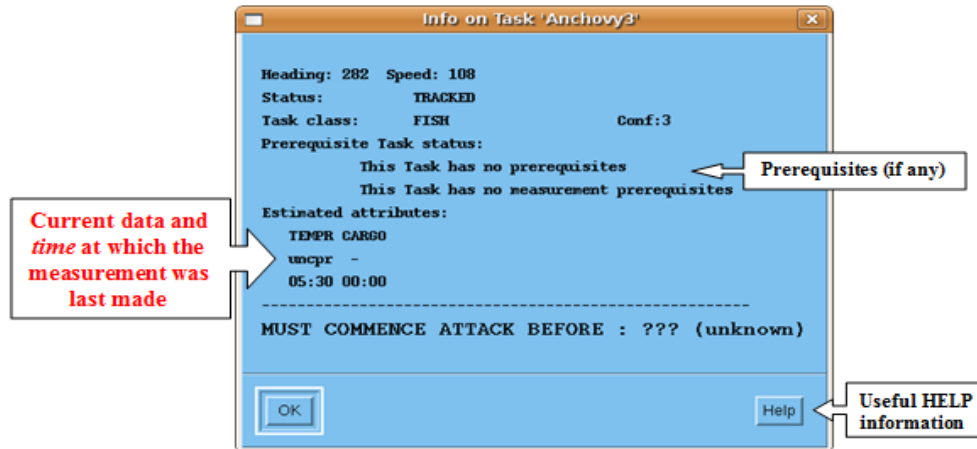 Info on Task 'Anchovy3'
Heading: 282 Speed: 108
Status: TRACKED
Task class: FISH Conf:3
Prerequisite Task status:
This Task has no prerequisites
This Task has no measurement prerequisites
Prerequisites (if any)
Estimated attributes:
TEMPR CARGO
uncpr -
05:30 00:00
Current data and
time at which the
measurement was
last made
MUST COMMENCE ATTACK BEFORE : ??? (unknown)
OK
Help
Useful HELP
information